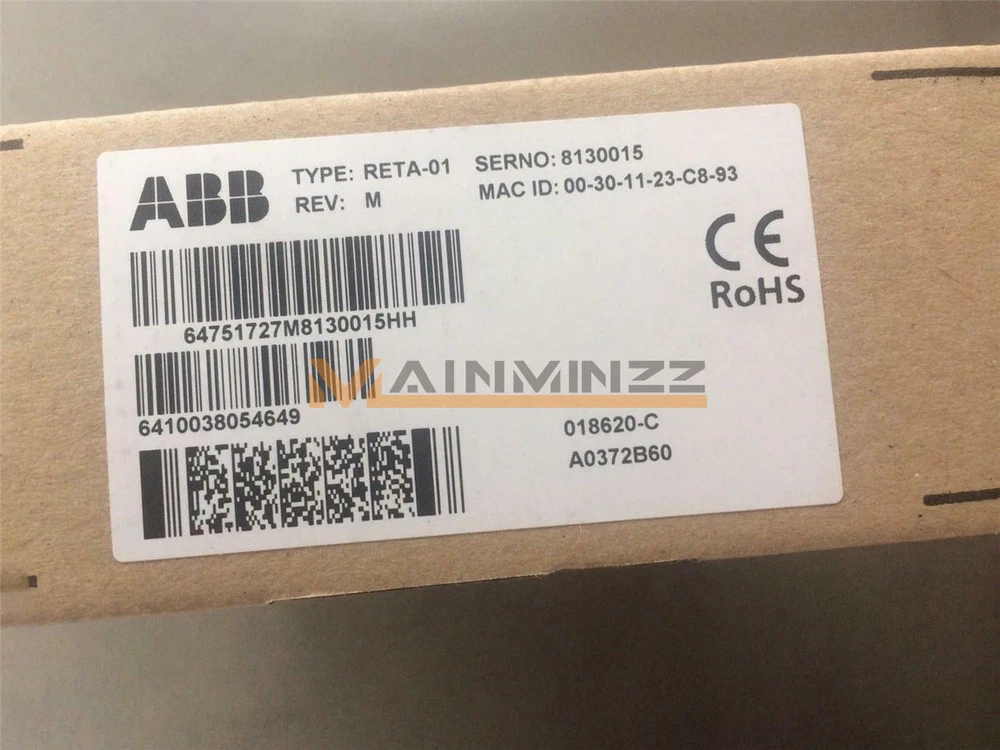 ABB
TYPE: RETA-01
REV: M
SERNO: 8130015
MAC ID: 00-30-11-23-C8-93
CE
RoHS
64751727M8130015HH
MAINMINZZ
6410038054649
018620-C
A0372B60